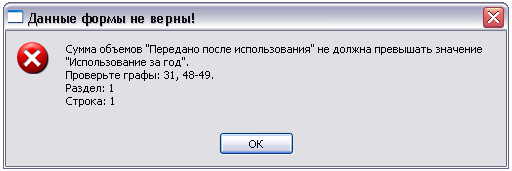 Данные формы не верны!
Сумма объемов "Передано после использования" не должна превышать значение
"Использование за год".
Проверьте графы: 31, 48-49.
Раздел: 1
Строка: 1
OK